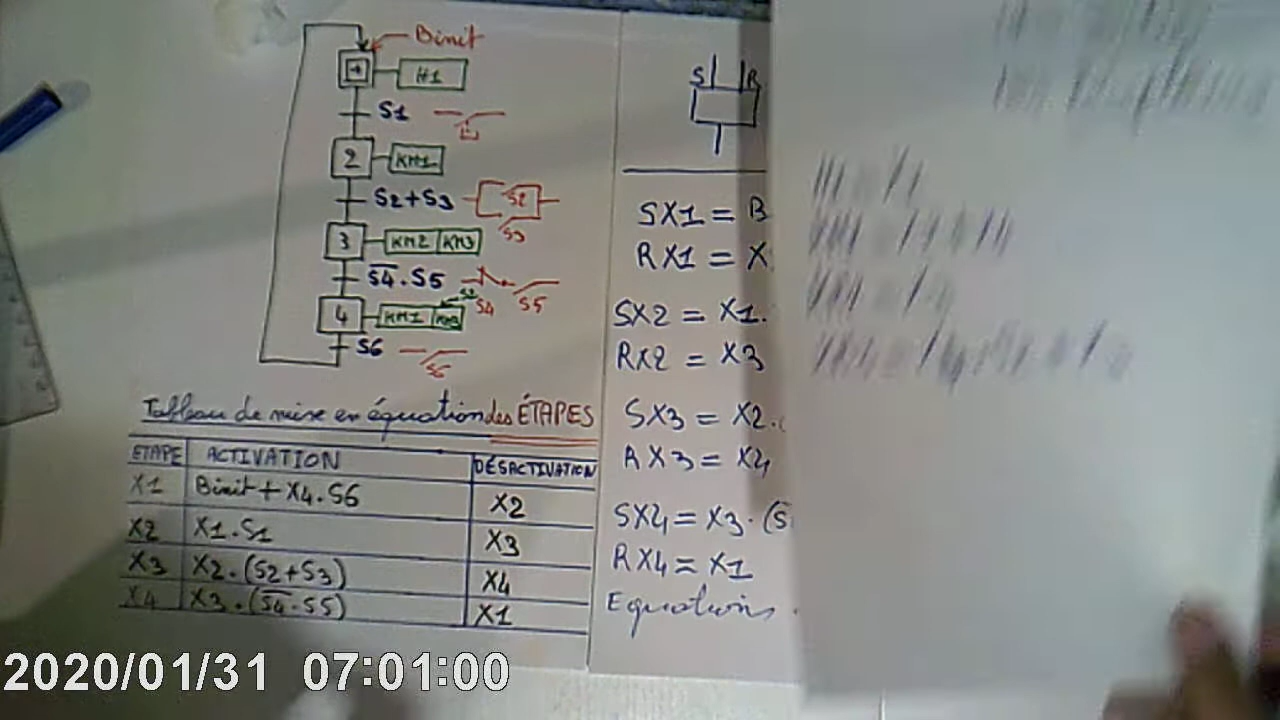 Binit
1 H1
S1
2 KM1
S2+S3 S2
S3
3 KM2 KM3
S4̅.S5 S4 S5
4 KM1 KM3
S6 S6
Tableau de mise en équation des ÉTAPES
ETAPE ACTIVATION DÉSACTIVATION
X1 Binit+X4.S6 X2
X2 X1.S1 X3
X3 X2.(S2+S3) X4
X4 X3.(S4̅.S5) X1
S R
SX1 = B
RX1 = X
SX2 = X1.
RX2 = X3
SX3 = X2.(
RX3 = X4
SX4 = X3.(S̅
RX4 = X1
Equations
2020/01/31 07:01:00